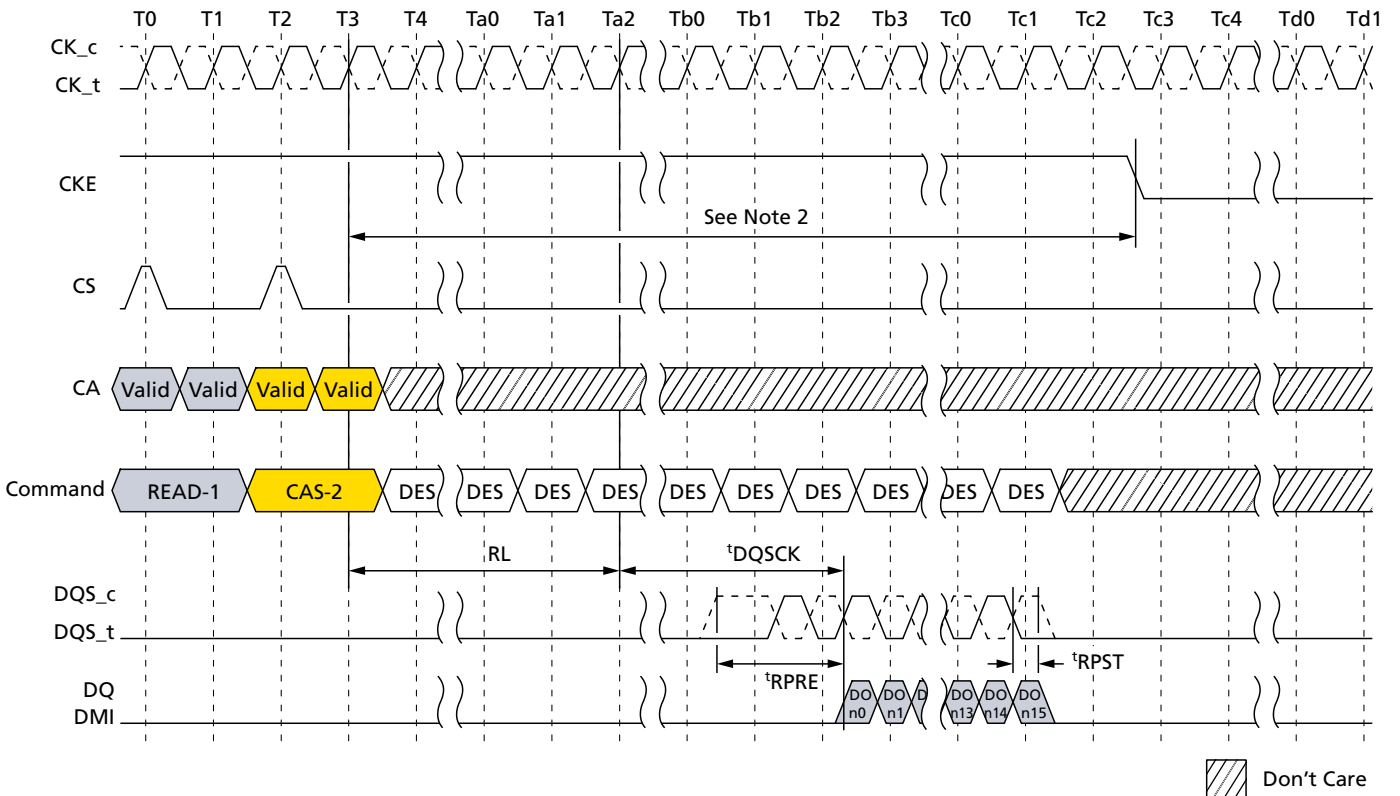 T0 T1 T2 T3 T4 Ta0 Ta1 Ta2 Tb0 Tb1 Tb2 Tb3 Tc0 Tc1 Tc2 Tc3 Tc4 Td0 Td1
CK_c
CK_t
CKE
See Note 2
CS
CA Valid Valid Valid Valid
Command READ-1 CAS-2 DES DES DES DES DES DES DES DES DES DES
RL tDQSCK
DQS_c
DQS_t
tRPRE tRPST
DQ
DMI
DO n0 DO n1 D DO n13 DO n14 DO n15
Don't Care